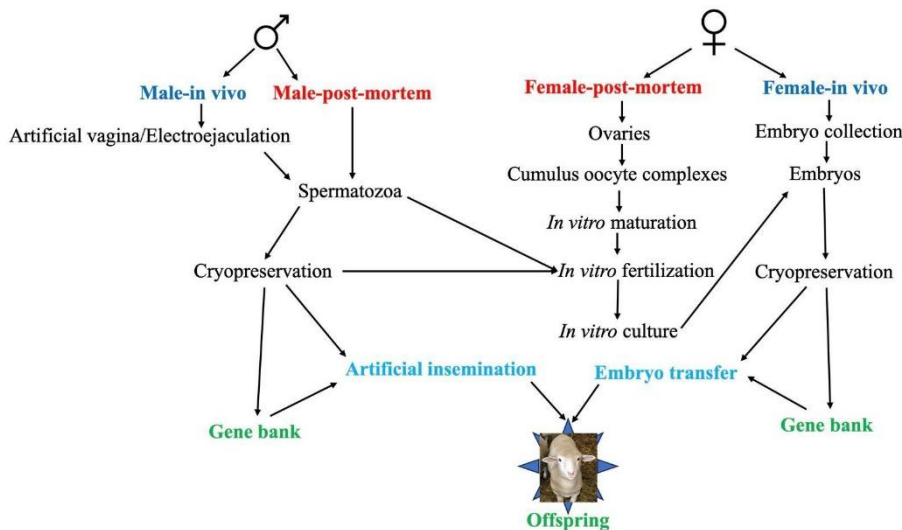 Male-in vivo
Male-post-mortem
Female-post-mortem
Female-in vivo
Artificial vagina/Electroejaculation
Ovaries
Embryo collection
Cumulus oocyte complexes
Embryos
Spermatozoa
In vitro maturation
Cryopreservation
In vitro fertilization
Cryopreservation
In vitro culture
Artificial insemination
Embryo transfer
Gene bank
Gene bank
Offspring